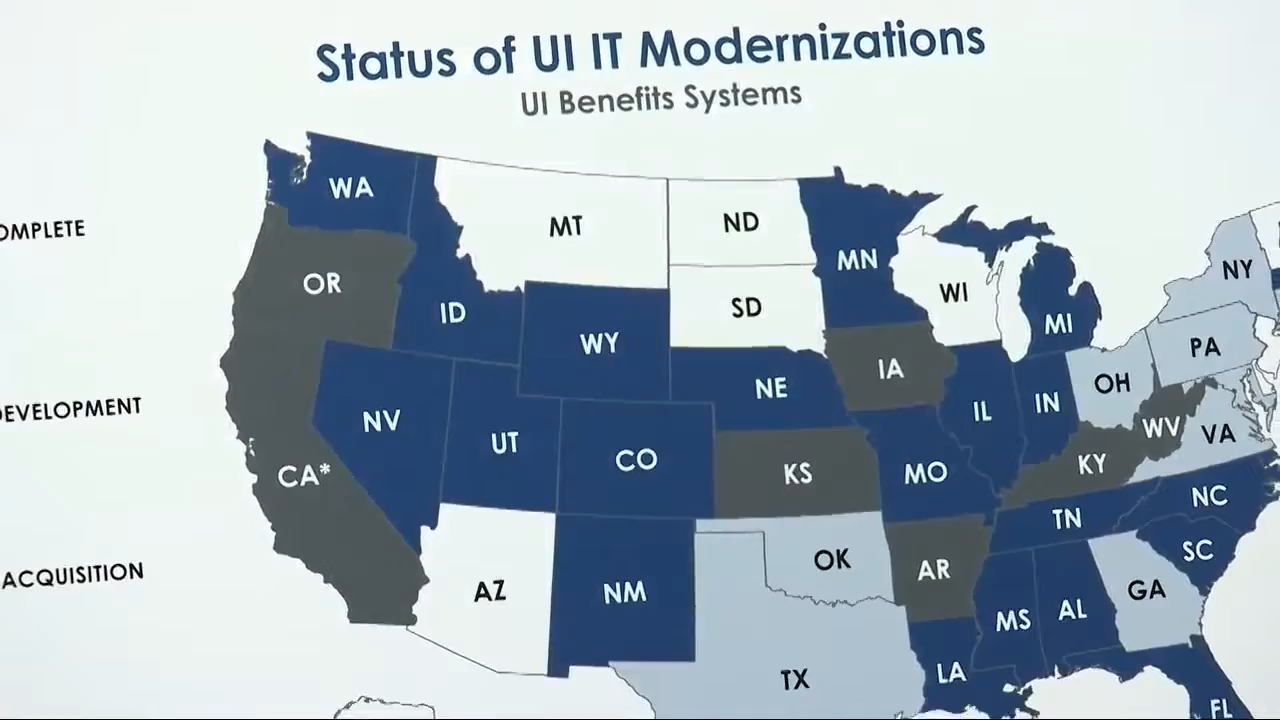 Status of UI IT Modernizations
UI Benefits Systems
OMPLETE
DEVELOPMENT
ACQUISITION
WA
MT
ND
MN
OR
ID
SD
WI
MI
NY
WY
NE
IA
PA
OH
NV
UT
CO
IL
IN
WV
VA
CA*
KS
MO
KY
NC
TN
SC
AZ
NM
OK
AR
GA
MS
AL
TX
LA
FL